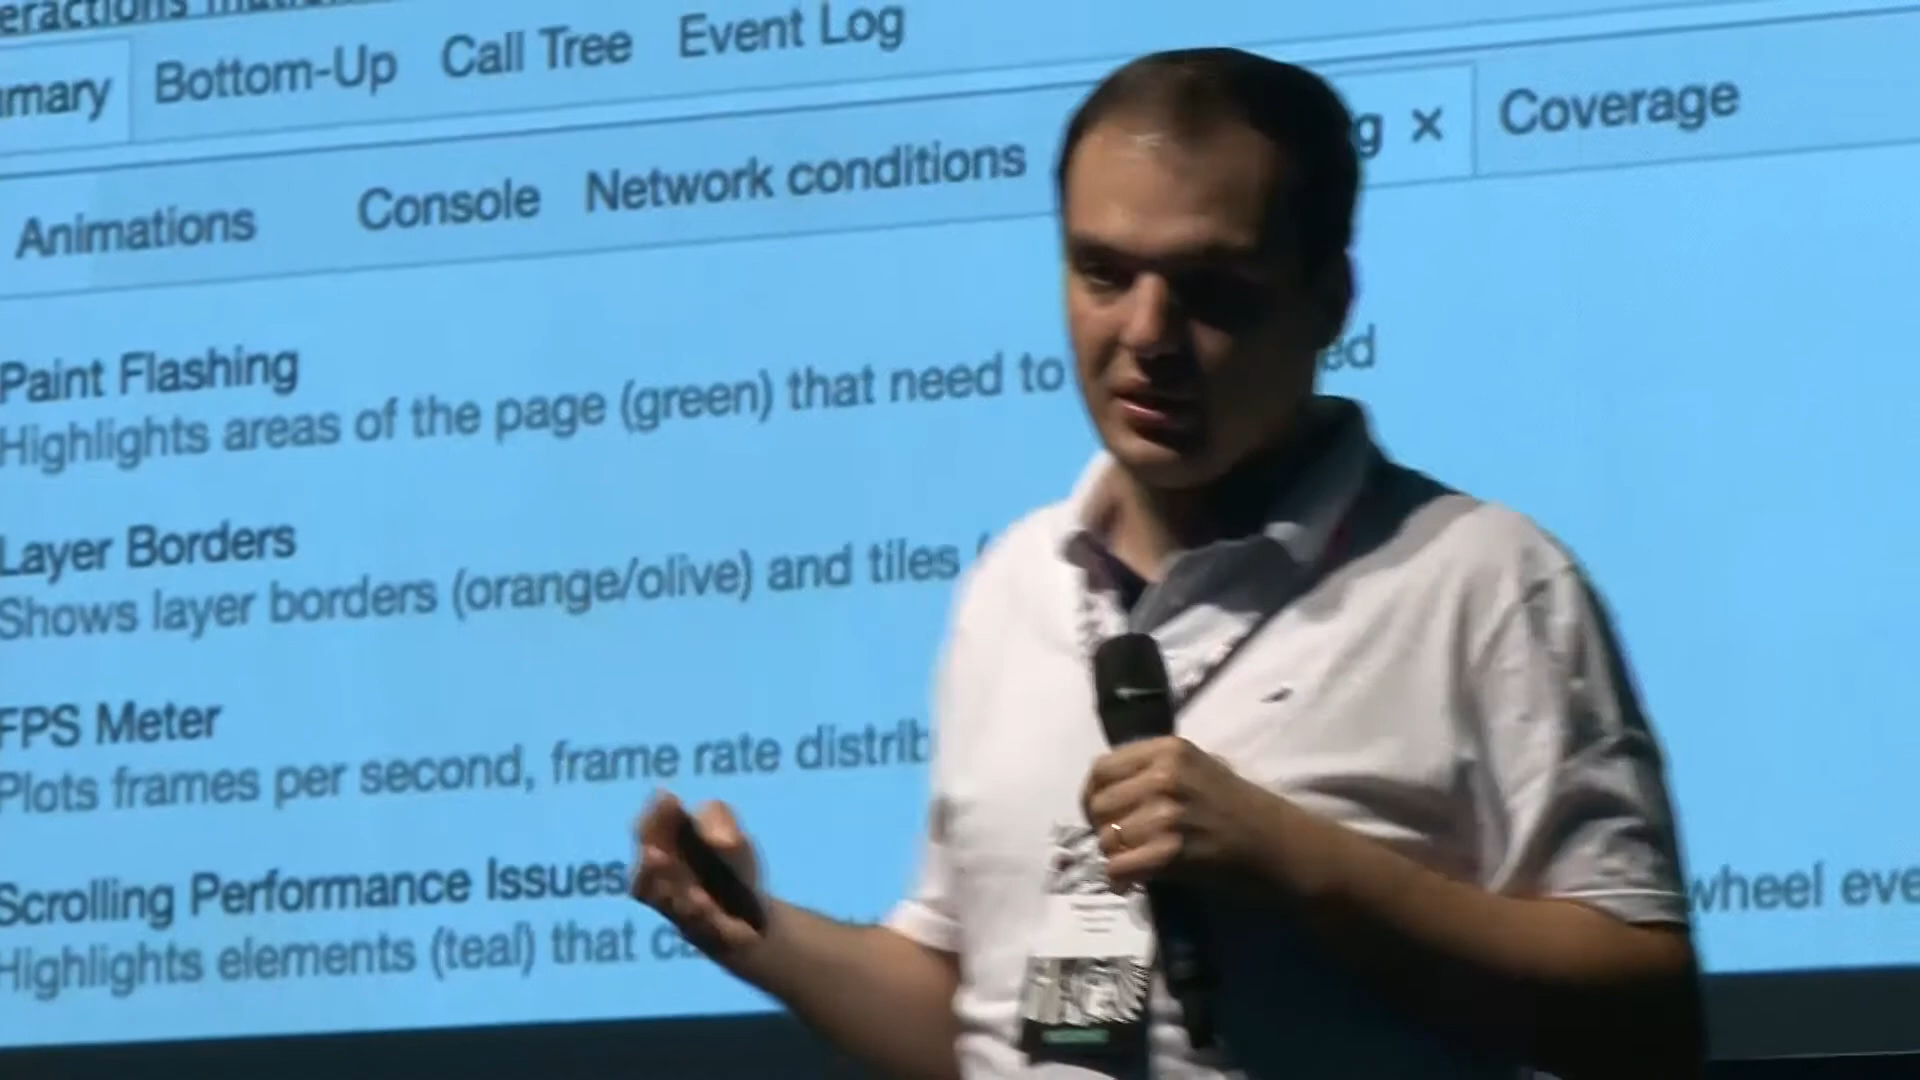 Bottom-Up Call Tree Event Log
Animations Console Network conditions × Coverage
Paint Flashing
Highlights areas of the page (green) that need to
Layer Borders
Shows layer borders (orange/olive) and tiles
FPS Meter
Plots frames per second, frame rate
Scrolling Performance Issues
Highlights elements (teal) that wheel